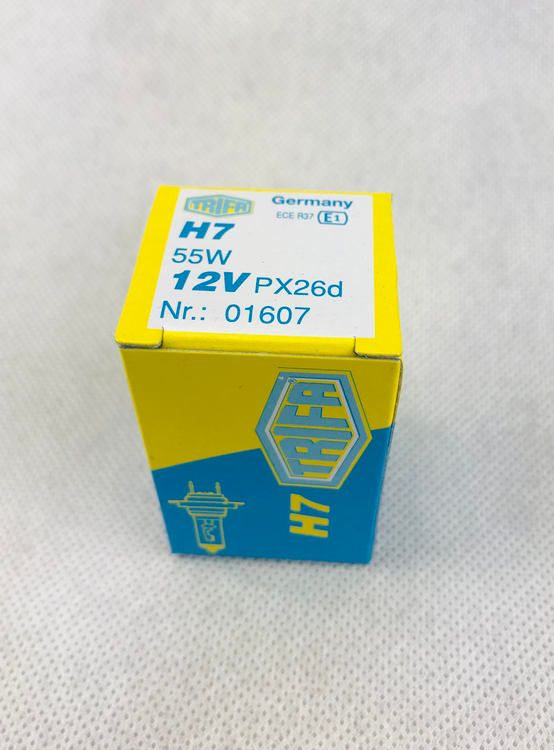 TRIFA
Germany
ECE R37 E1
H7
55W
12V PX26d
Nr.: 01607
TRIFA
H7